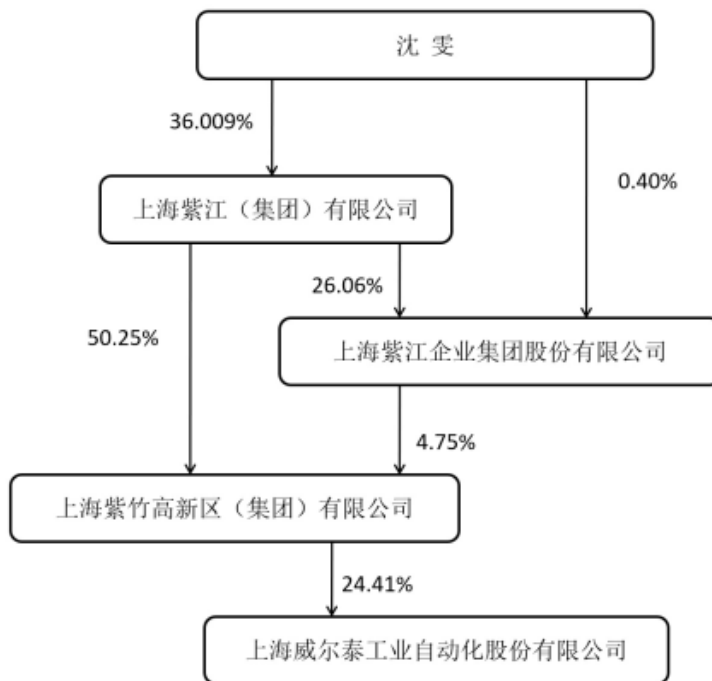 沈 雯
36.009%
0.40%
上海紫江（集团）有限公司
26.06%
50.25%
上海紫江企业集团股份有限公司
4.75%
上海紫竹高新区（集团）有限公司
24.41%
上海威尔泰工业自动化股份有限公司